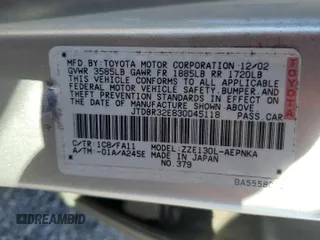 MFD BY: TOYOTA MOTOR CORPORATION 12/02
GVWR 3585LB GAWR FR 1885LB RR 1720LB
THIS VEHICLE CONFORMS TO ALL APPLICABLE
FEDERAL MOTOR VEHICLE SAFETY,
BUMPER, AND THEFT PREVENTION STANDARDS
IN EFFECT ON THE DATE OF
MANUFACTURE SHOWN ABOVE.
JTDBR32E830045118 PASS.CAR
C/TR: 1C8/FA11 MODEL: ZZE130L-AEPNKA
A/TM: -01A/A245E MADE IN JAPAN
NO.379
TOYOTA
AUTOBIDMASTER